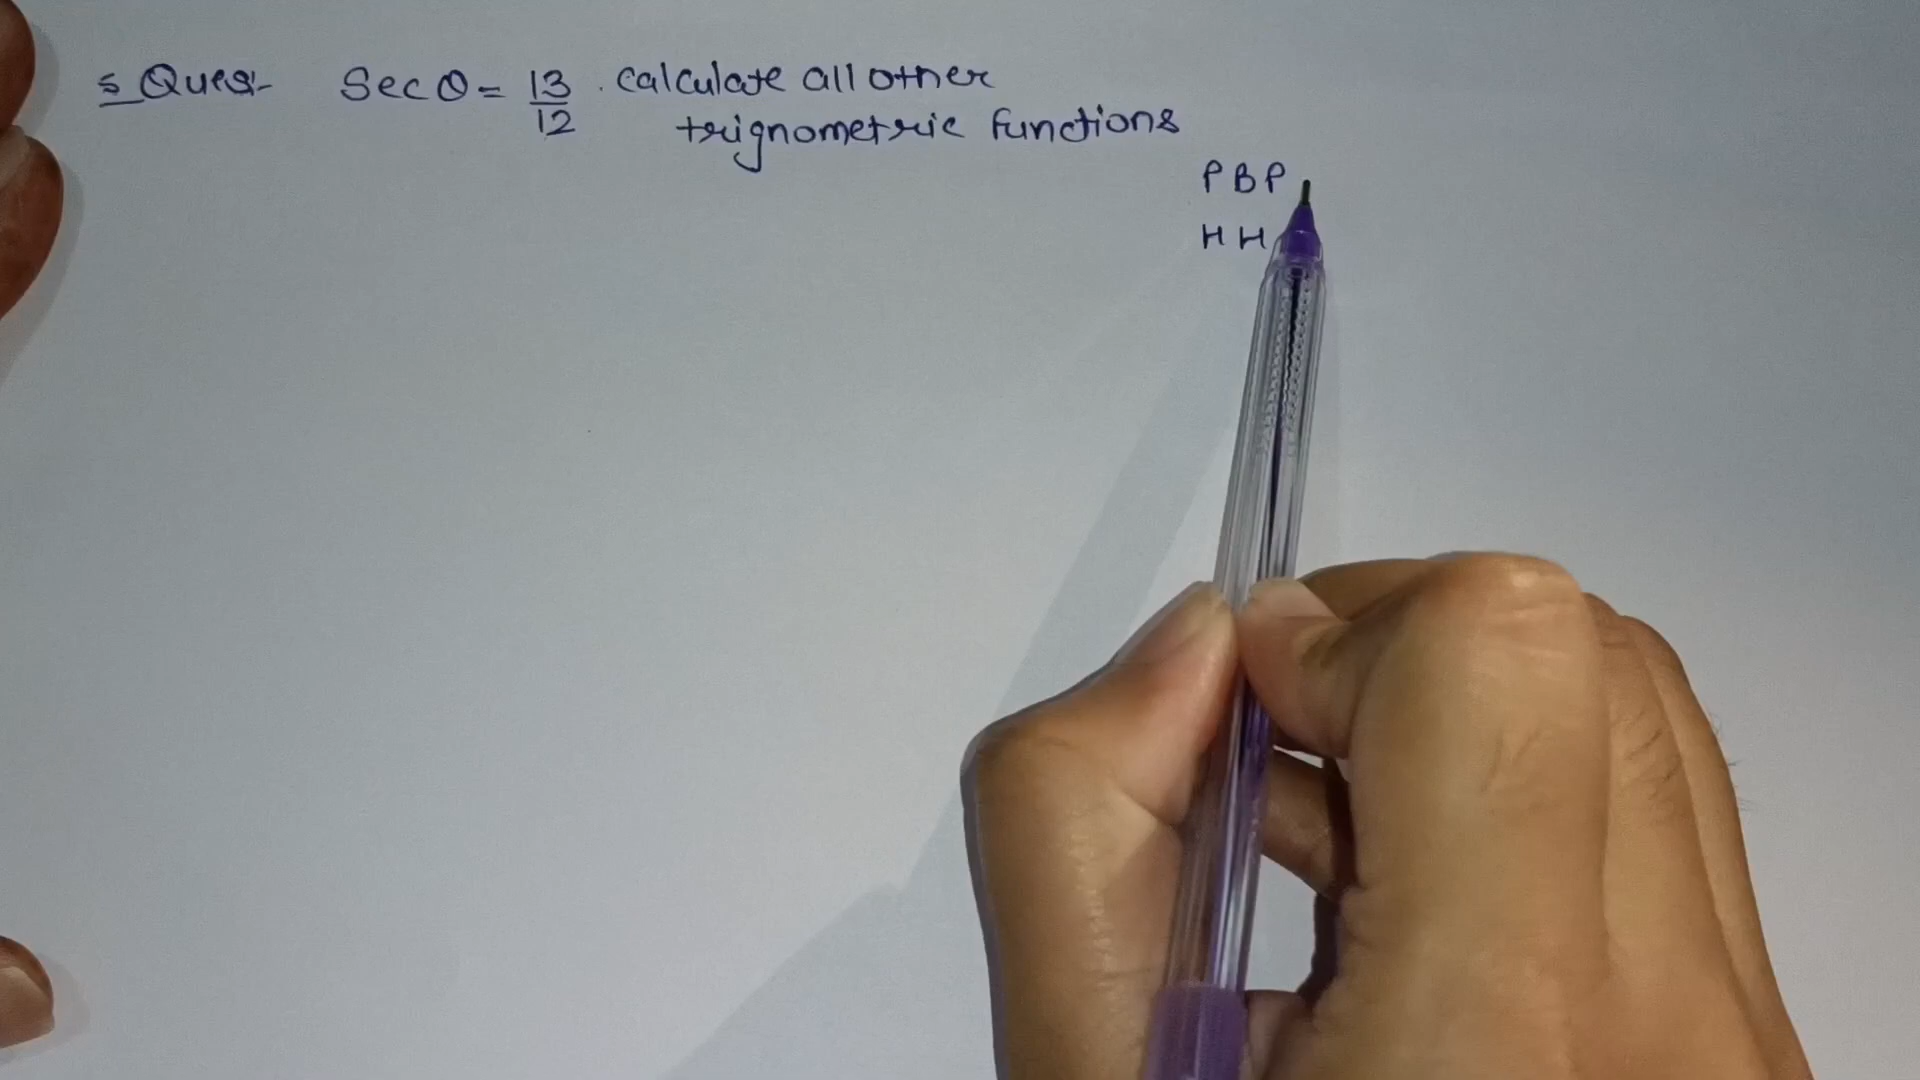 5 Ques:- Sec θ = 13/12 . calculate all other
trignometric functions
P B P
H H